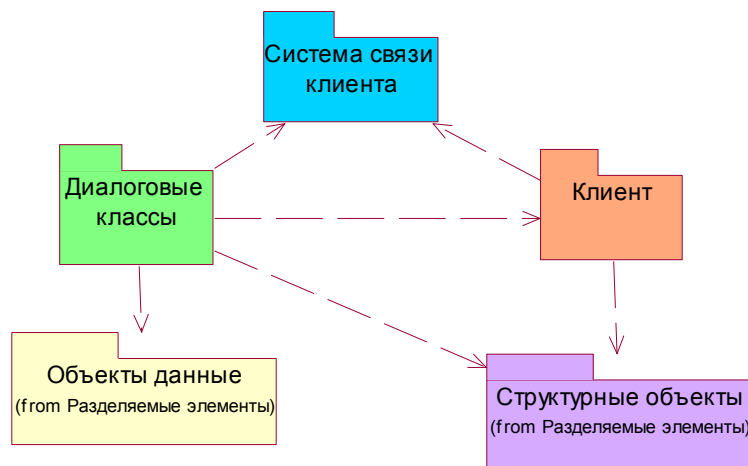 Система связи
клиента
Диалоговые
классы
Клиент
Объекты данные
(from Разделяемые элементы)
Структурные объекты
(from Разделяемые элементы)